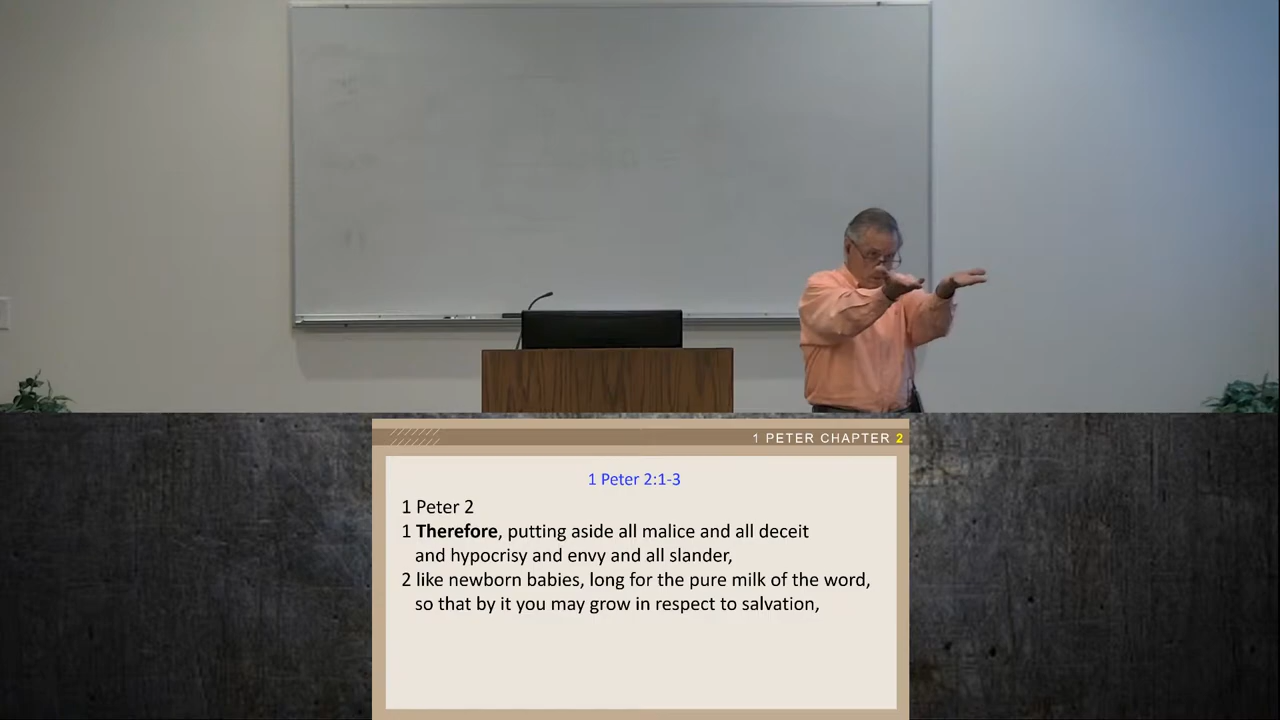 1 PETER CHAPTER 2
1 Peter 2:1-3
1 Peter 2
1 Therefore, putting aside all malice and all deceit
and hypocrisy and envy and all slander,
2 like newborn babies, long for the pure milk of the word,
so that by it you may grow in respect to salvation,